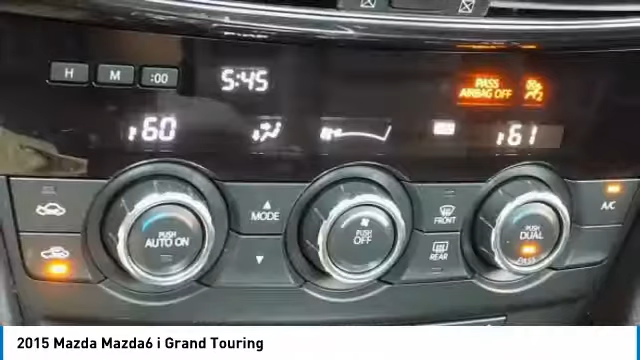 H M :00 5:45
PASS
AIRBAG OFF
60 61
PUSH
AUTO ON
MODE
PUSH
OFF
FRONT
REAR
PUSH
DUAL
PASS
A/C
2015 Mazda Mazda6 i Grand Touring